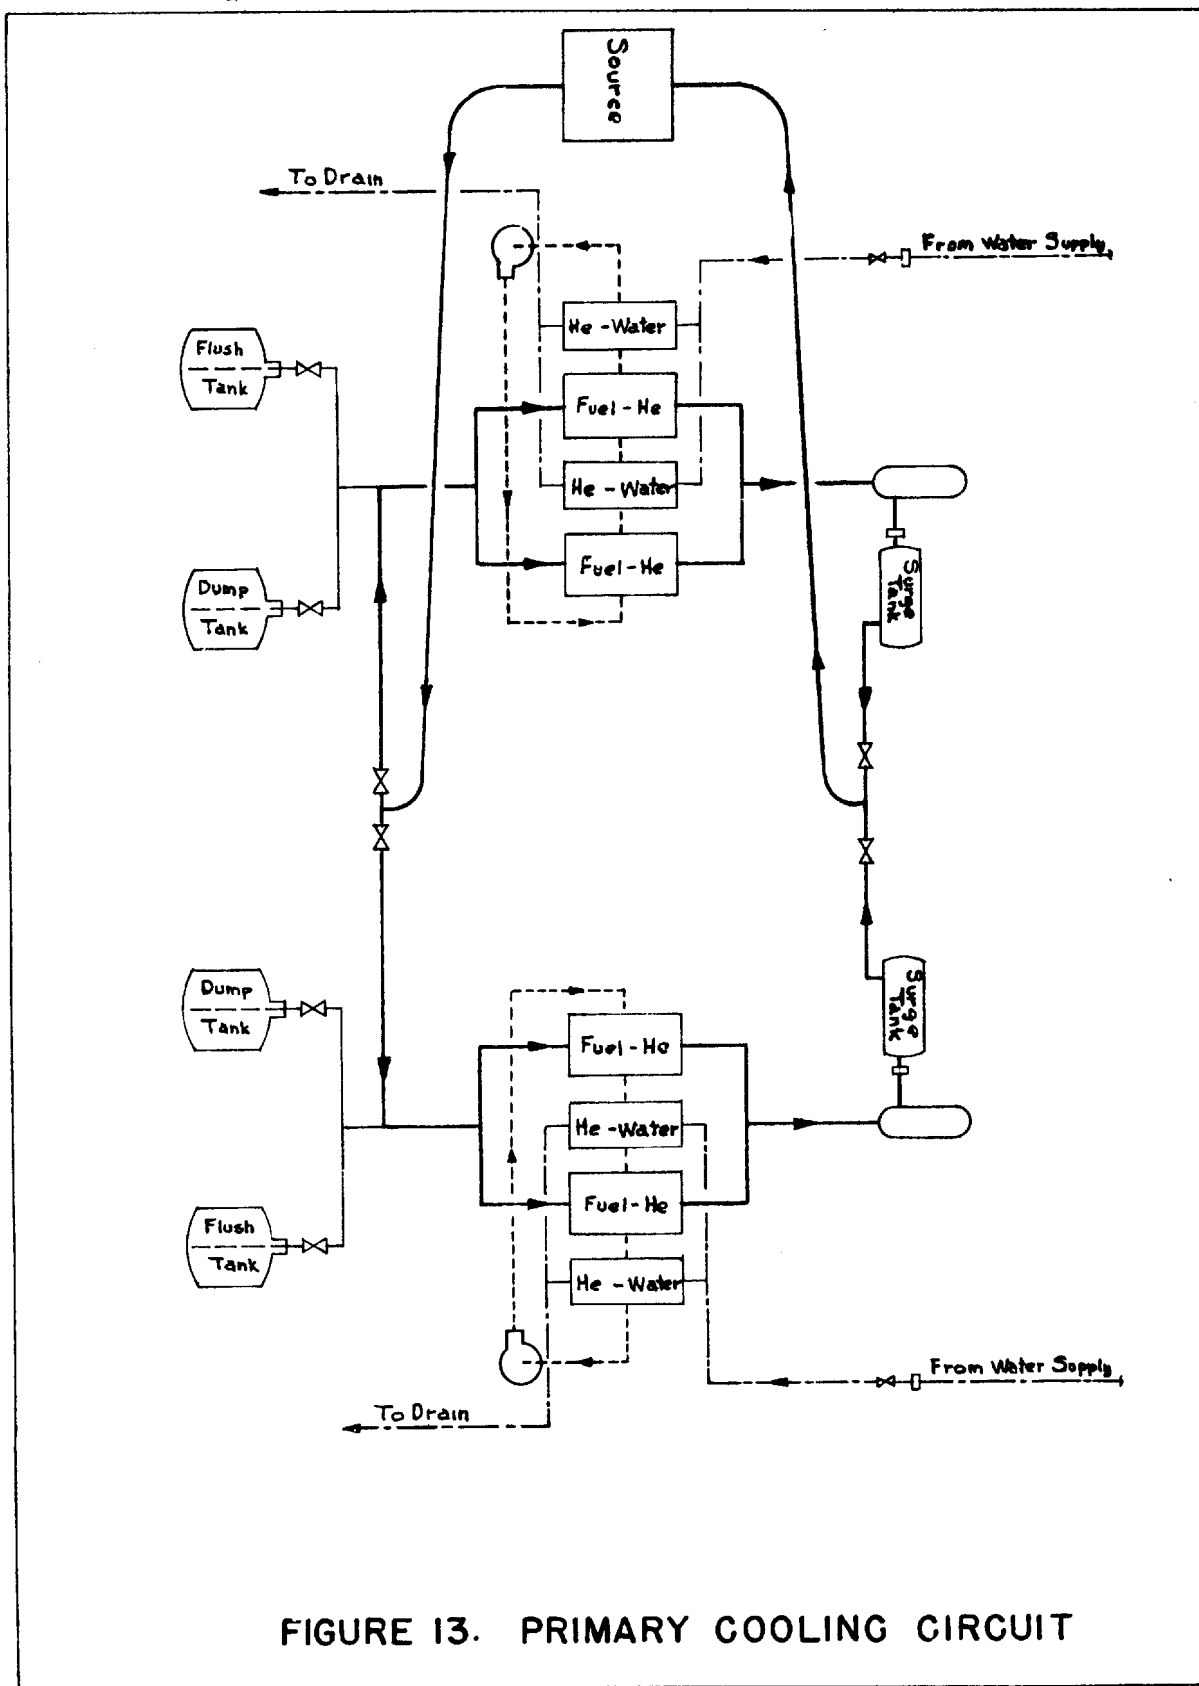 Source
To Drain
From Water Supply
He - Water
Flush
Tank
Fuel - He
He - Water
Fuel - He
Surge
Tank
Dump
Tank
Dump
Tank
Surge
Tank
Fuel - He
He - Water
Fuel - He
Flush
Tank
He - Water
From Water Supply
To Drain
FIGURE 13. PRIMARY COOLING CIRCUIT